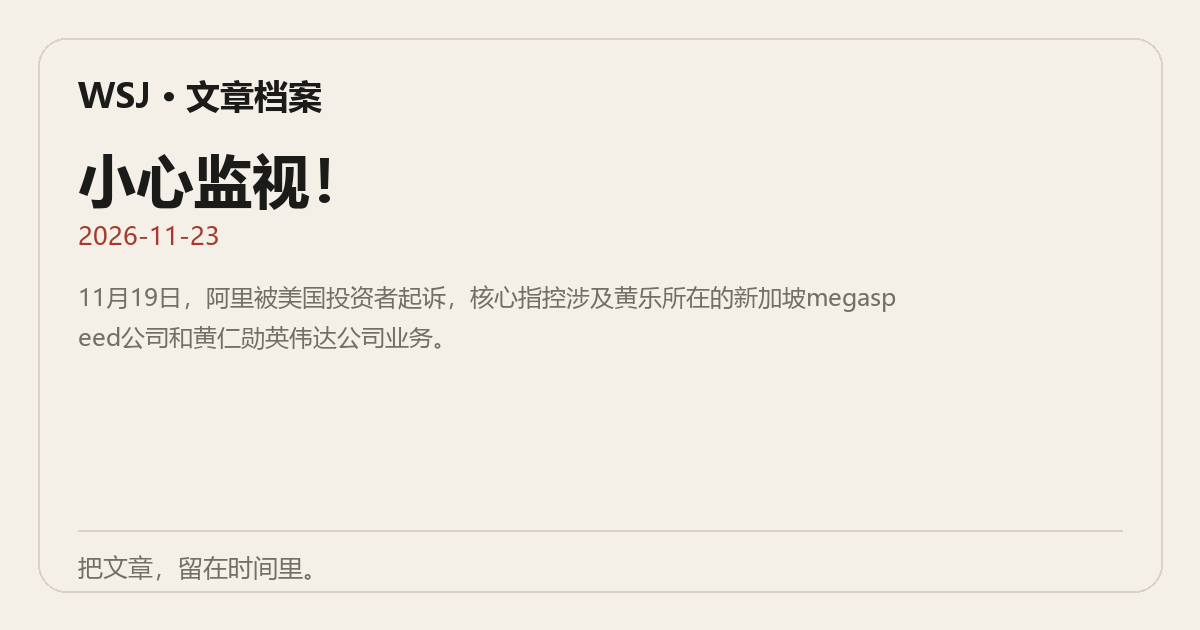 WSJ·文章档案
小心监视！
2026-11-23
11月19日，阿里被美国投资者起诉，核心指控涉及黄乐所在的新加坡megasp
eed公司和黄仁勋英伟达公司业务。
把文章，留在时间里。